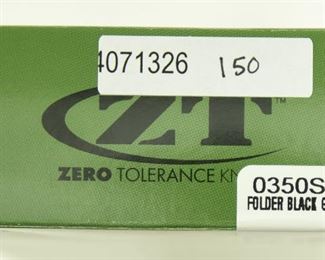 4071326 150
ZT™
ZERO TOLERANCE KN
0350S
FOLDER BLACK G